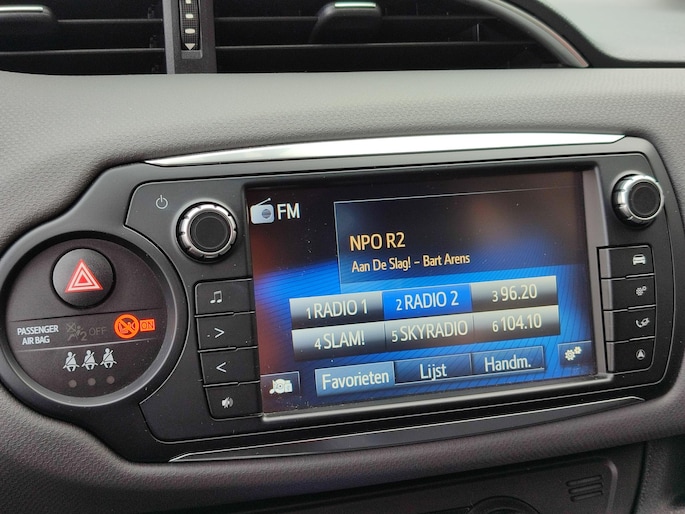 FM
NPO R2
Aan De Slag! – Bart Arens
1 RADIO 1 2 RADIO 2 3 96.20
4 SLAM! 5 SKYRADIO 6 104.10
Favorieten Lijst Handm.
PASSENGER
AIR BAG
2 OFF ON